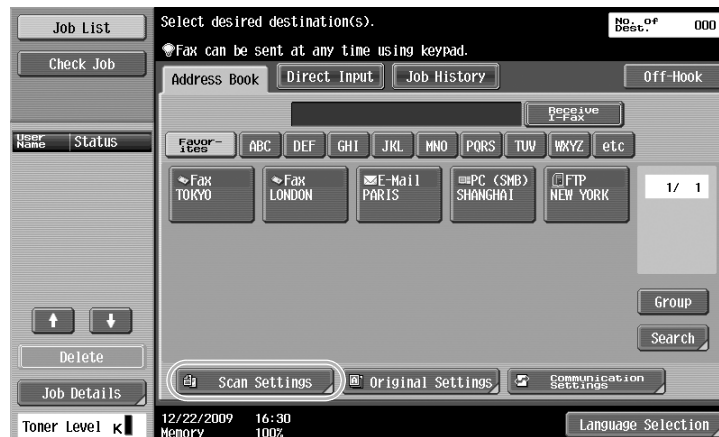 Job List
Check Job
User Name
Status
Delete
Job Details
Toner Level K
Select desired destination(s).
Fax can be sent at any time using keypad.
No. of Dest. 000
Address Book
Direct Input
Job History
Off-Hook
Receive I-Fax
Favor-ites
ABC
DEF
GHI
JKL
MNO
PQRS
TUV
WXYZ
etc
Fax
TOKYO
Fax
LONDON
E-Mail
PARIS
PC (SMB)
SHANGHAI
FTP
NEW YORK
1/ 1
Group
Search
Scan Settings
Original Settings
Communication Settings
12/22/2009 16:30
Memory 100%
Language Selection